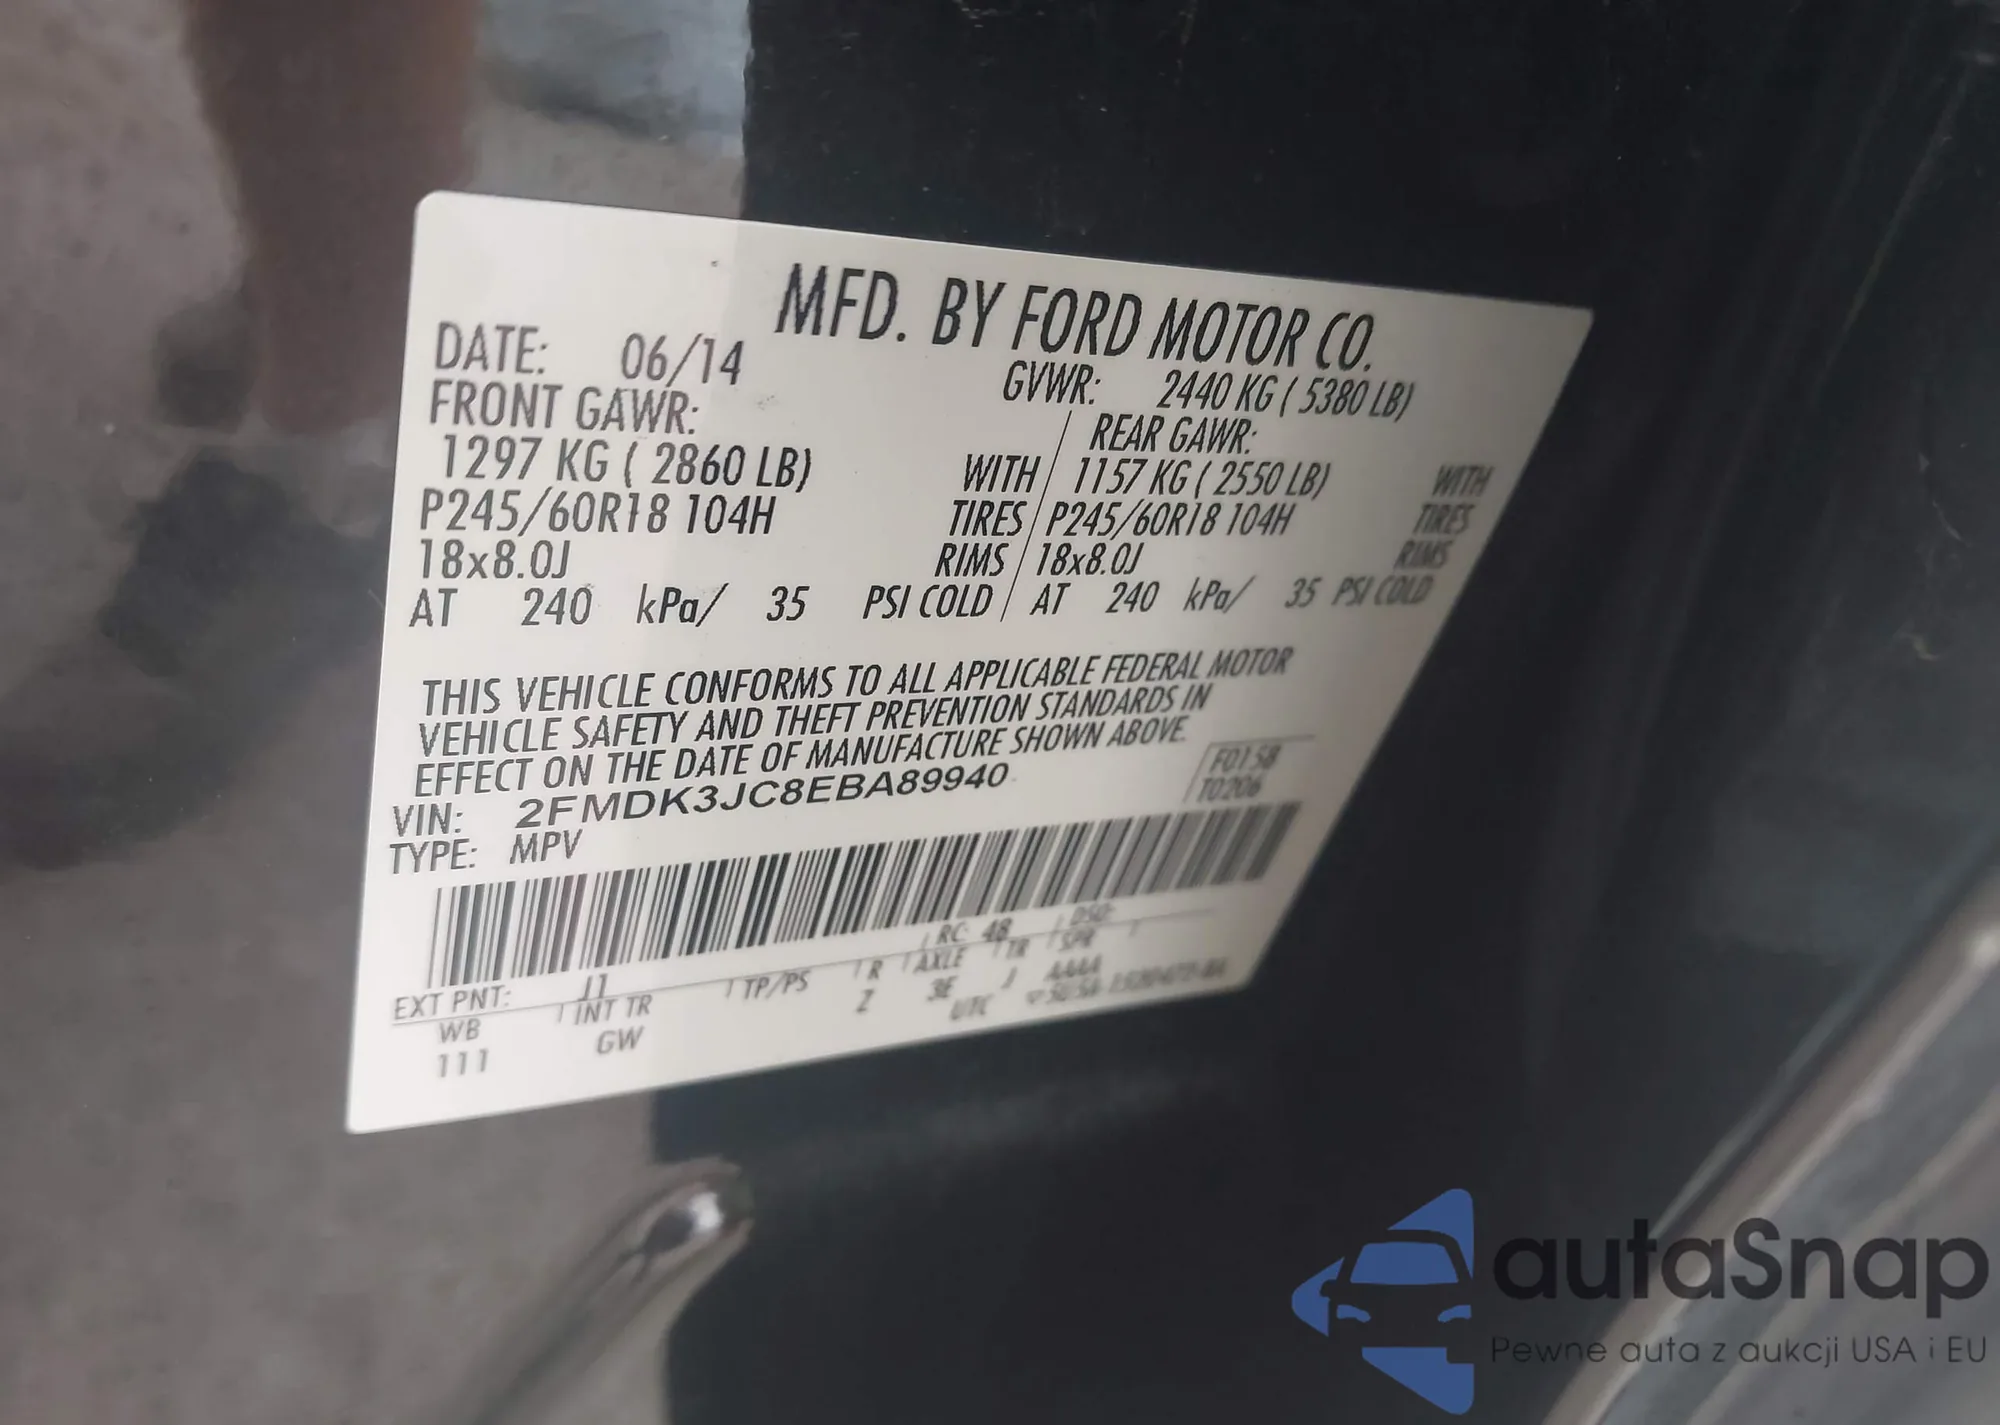 MFD. BY FORD MOTOR CO.
DATE: 06/14 GVWR: 2440 KG ( 5380 LB)
FRONT GAWR: REAR GAWR:
1297 KG ( 2860 LB) WITH 1157 KG ( 2550 LB) WITH
P245/60R18 104H TIRES P245/60R18 104H TIRES
18x8.0J RIMS 18x8.0J RIMS
AT 240 kPa/ 35 PSI COLD AT 240 kPa/ 35 PSI COLD
THIS VEHICLE CONFORMS TO ALL APPLICABLE FEDERAL MOTOR
VEHICLE SAFETY AND THEFT PREVENTION STANDARDS IN
EFFECT ON THE DATE OF MANUFACTURE SHOWN ABOVE.
VIN: 2FMDK3JC8EBA89940
F0158
T0206
TYPE: MPV
EXT PNT: J1 RC: 48 DSO:
WB INT TR TP/PS R AXLE TR SPR
111 GW Z 3E J AAAA
UTC
autaSnap
Pewne auta z aukcji USA i EU